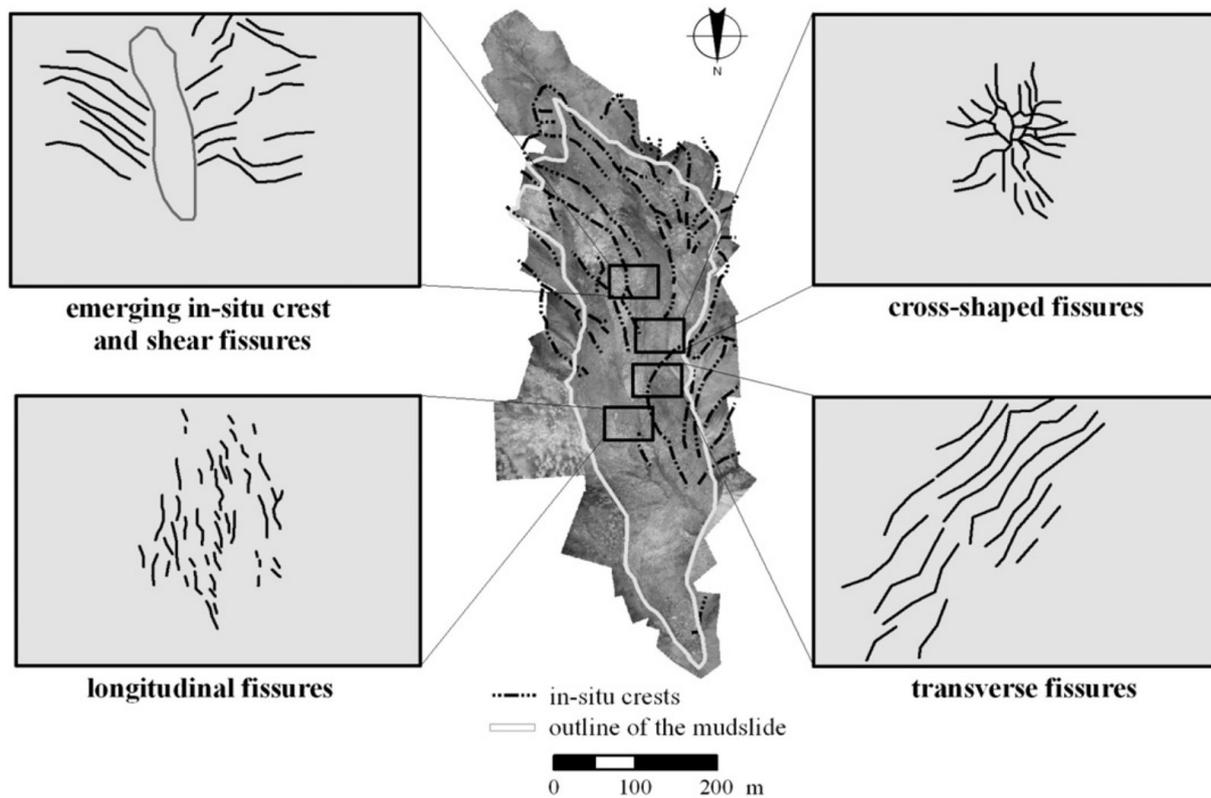 N
emerging in-situ crest
and shear fissures
cross-shaped fissures
longitudinal fissures
transverse fissures
in-situ crests
outline of the mudslide
0 100 200 m